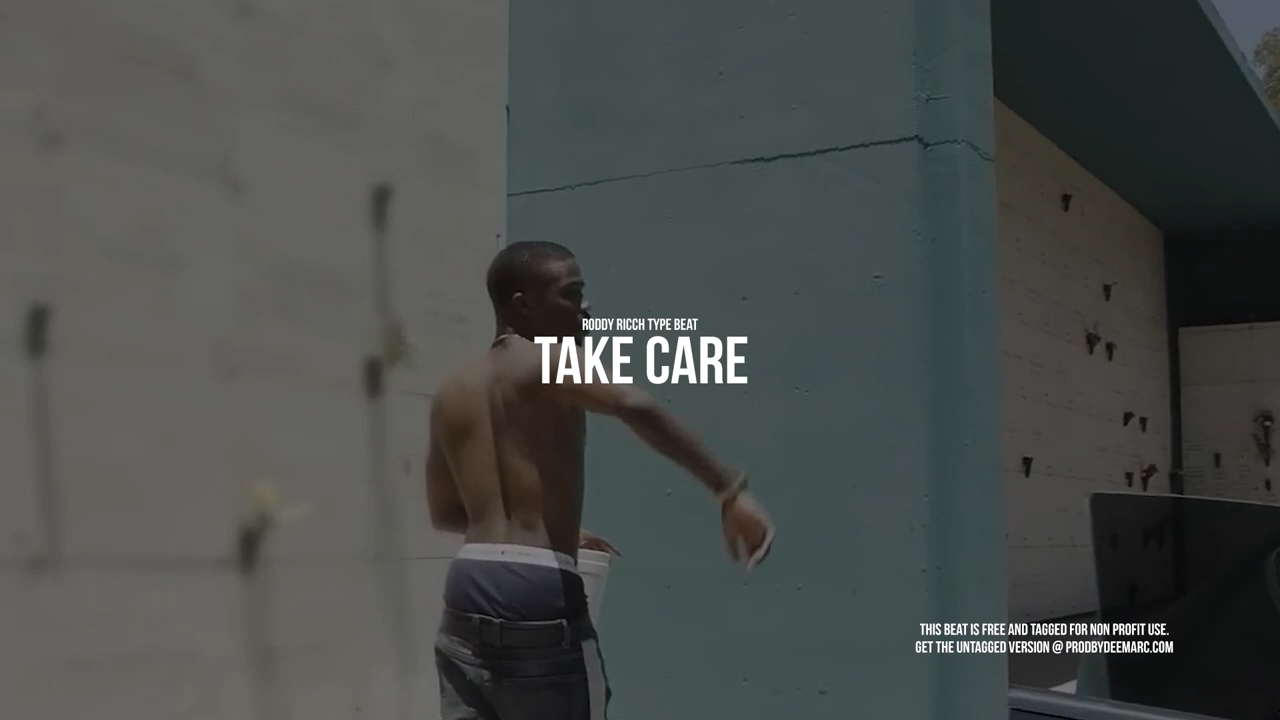 RODDY RICCH TYPE BEAT
TAKE CARE
THIS BEAT IS FREE AND TAGGED FOR NON PROFIT USE.
GET THE UNTAGGED VERSION @ PRODBYDEEMARC.COM